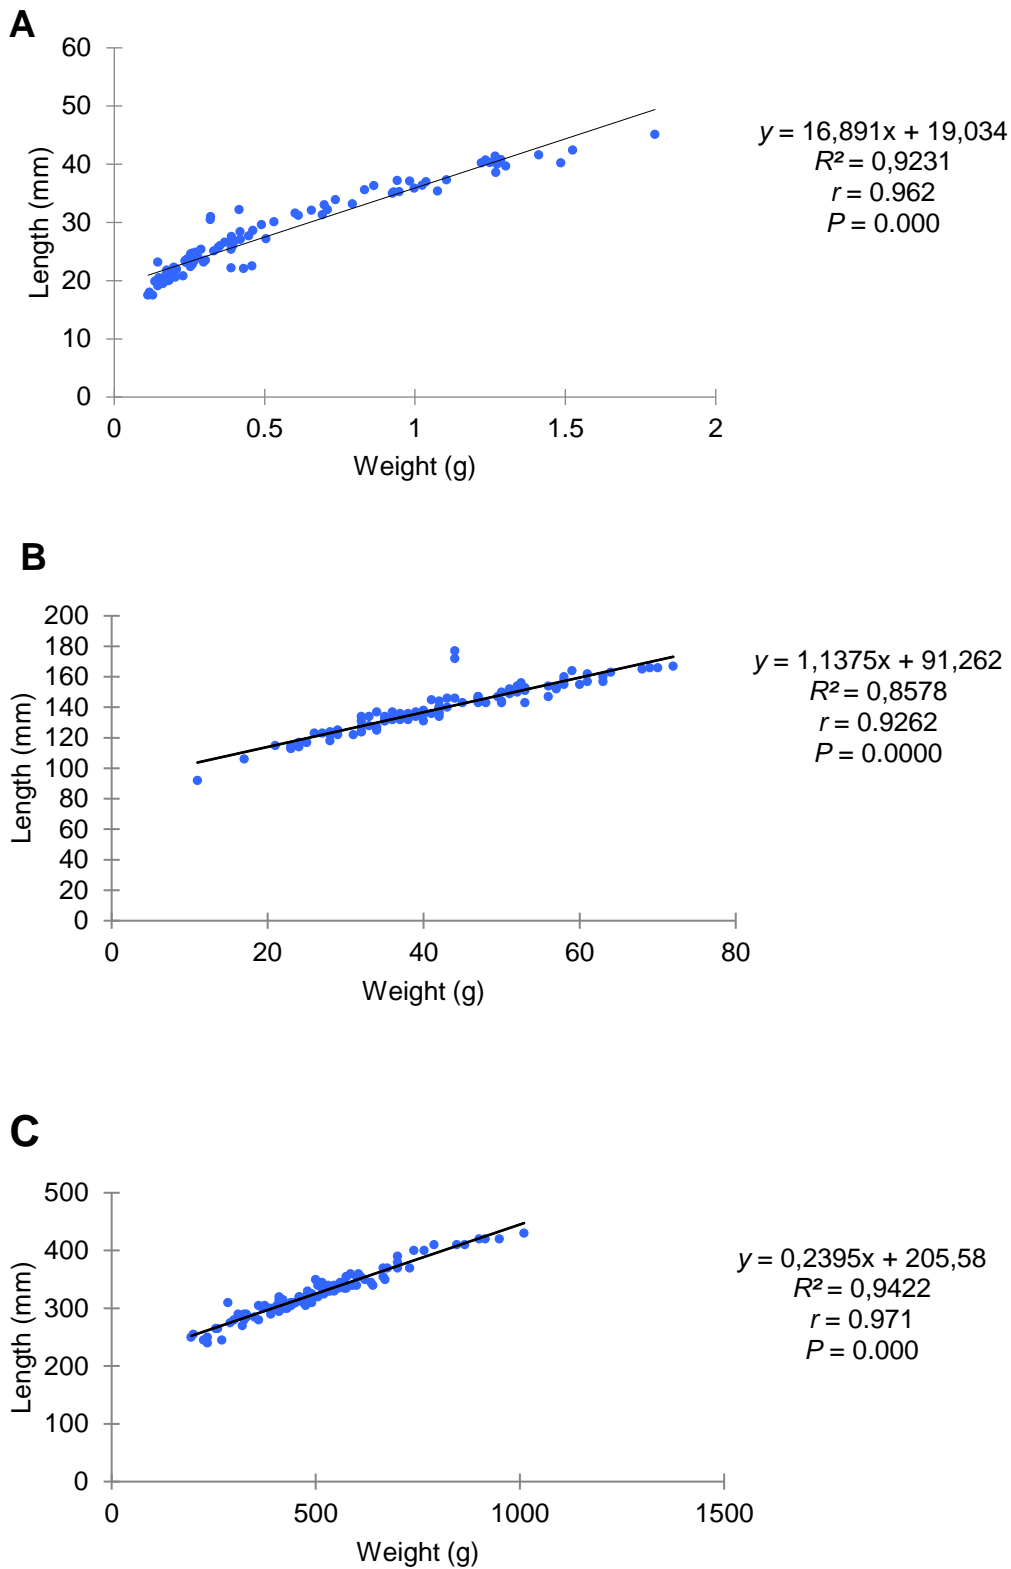 A
60
50
40
30
20
10
0
0 0.5 1 1.5 2
Length (mm)
Weight (g)
y = 16,891x + 19,034
R² = 0,9231
r = 0.962
P = 0.000
B
200
180
160
140
120
100
80
60
40
20
0
0 20 40 60 80
Length (mm)
Weight (g)
y = 1,1375x + 91,262
R² = 0,8578
r = 0.9262
P = 0.0000
C
500
400
300
200
100
0
0 500 1000 1500
Length (mm)
Weight (g)
y = 0,2395x + 205,58
R² = 0,9422
r = 0.971
P = 0.000